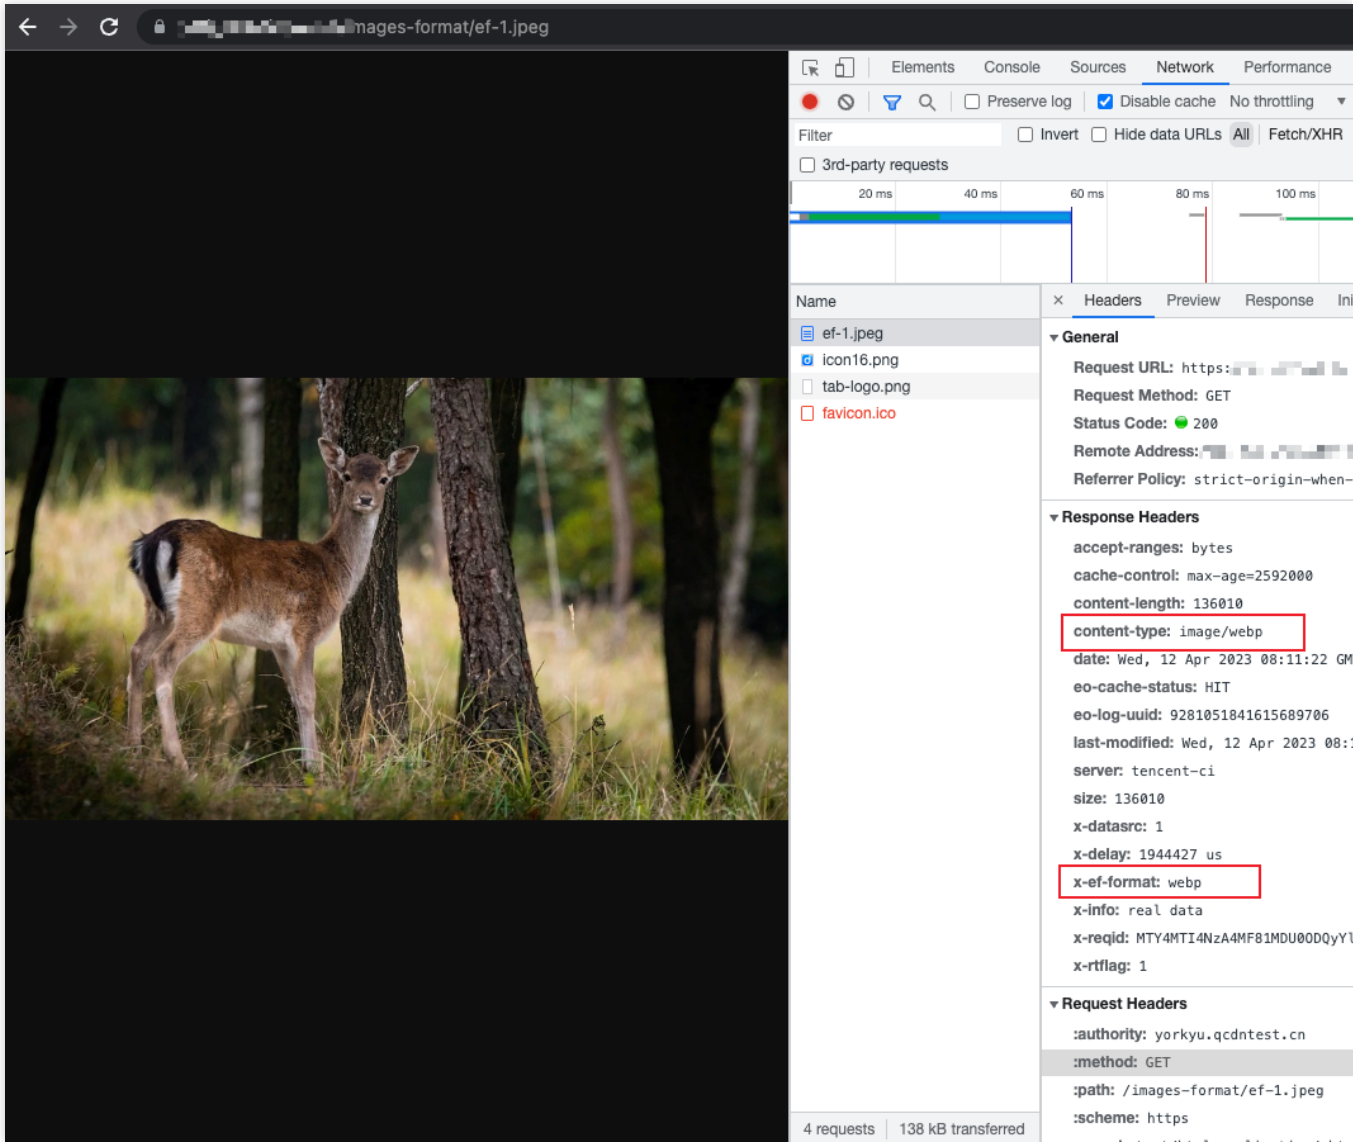 mages-format/ef-1.jpeg
Elements Console Sources Network Performance
Preserve log Disable cache No throttling ▼
Filter Invert Hide data URLs All Fetch/XHR
3rd-party requests
20 ms 40 ms 60 ms 80 ms 100 ms
Name
ef-1.jpeg
icon16.png
tab-logo.png
favicon.ico
4 requests 138 kB transferred
× Headers Preview Response Ini
▼ General
Request URL: https:
Request Method: GET
Status Code: 200
Remote Address:
Referrer Policy: strict-origin-when-
▼ Response Headers
accept-ranges: bytes
cache-control: max-age=2592000
content-length: 136010
content-type: image/webp
date: Wed, 12 Apr 2023 08:11:22 GM
eo-cache-status: HIT
eo-log-uuid: 9281051841615689706
last-modified: Wed, 12 Apr 2023 08:1
server: tencent-ci
size: 136010
x-datasrc: 1
x-delay: 1944427 us
x-ef-format: webp
x-info: real data
x-reqid: MTY4MTI4NzA4MF81MDU0ODQyYl
x-rtflag: 1
▼ Request Headers
:authority: yorkyu.qcdntest.cn
:method: GET
:path: /images-format/ef-1.jpeg
:scheme: https